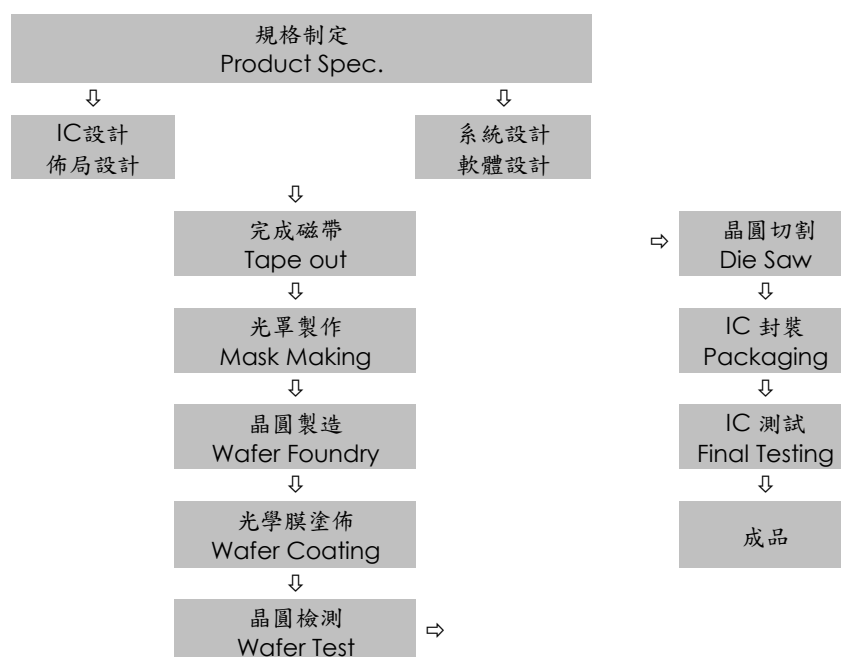 規格制定
Product Spec.
⇩
⇩
IC設計
佈局設計
系統設計
軟體設計
⇩
完成磁帶
Tape out
⇩
光罩製作
Mask Making
⇩
晶圓製造
Wafer Foundry
⇩
光學膜塗佈
Wafer Coating
⇩
晶圓檢測
Wafer Test
⇨
⇨
晶圓切割
Die Saw
⇩
IC 封裝
Packaging
⇩
IC 測試
Final Testing
⇩
成品